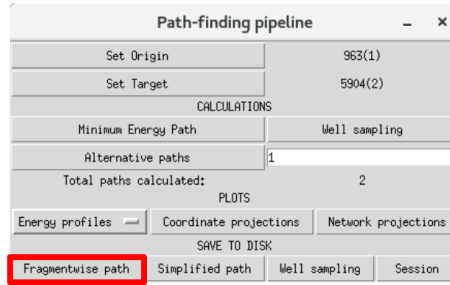 Path-finding pipeline
Set Origin 963(1)
Set Target 5904(2)
CALCULATIONS
Minimum Energy Path Well sampling
Alternative paths 1
Total paths calculated: 2
PLOTS
Energy profiles Coordinate projections Network projections
SAVE TO DISK
Fragmentwise path Simplified path Well sampling Session